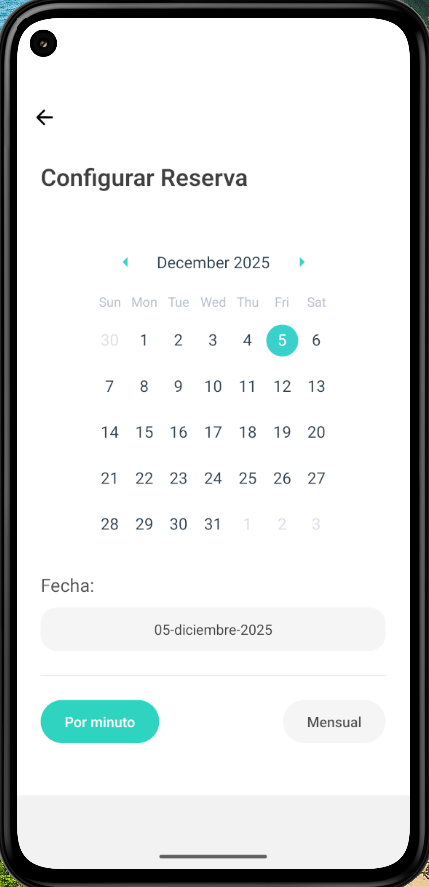 Configurar Reserva
December 2025
Sun Mon Tue Wed Thu Fri Sat
30 1 2 3 4 5 6
7 8 9 10 11 12 13
14 15 16 17 18 19 20
21 22 23 24 25 26 27
28 29 30 31 1 2 3
Fecha:
05-diciembre-2025
Por minuto Mensual